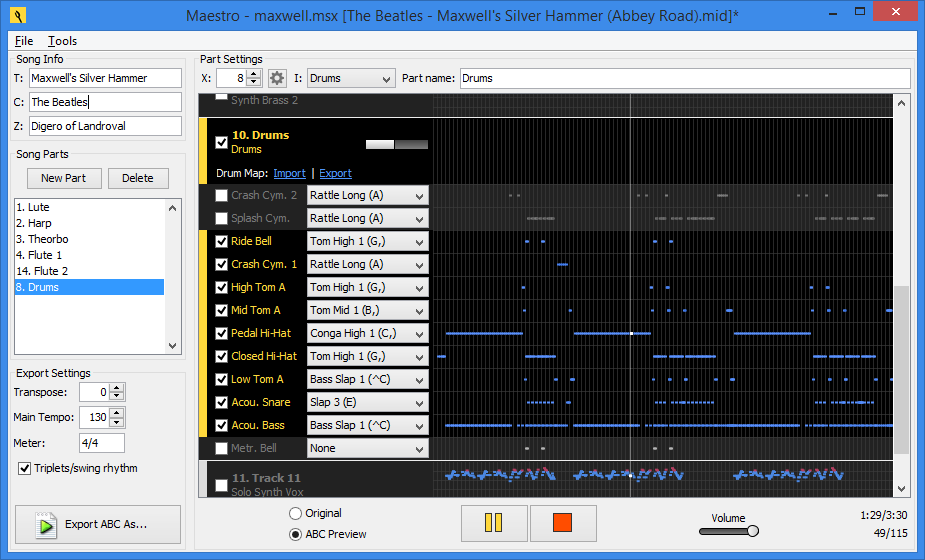 Maestro - maxwell.msx [The Beatles - Maxwell's Silver Hammer (Abbey Road).mid]*
File Tools
Song Info
T: Maxwell's Silver Hammer
C: The Beatles
Z: Digero of Landroval
Song Parts
New Part Delete
1. Lute
2. Harp
3. Theorbo
4. Flute 1
14. Flute 2
8. Drums
Export Settings
Transpose: 0
Main Tempo: 130
Meter: 4/4
Triplets/swing rhythm
Export ABC As...
Part Settings
X: 8 I: Drums Part name: Drums
Synth Brass 2
10. Drums
Drums
Drum Map: Import | Export
Crash Cym. 2 Rattle Long (A)
Splash Cym. Rattle Long (A)
Ride Bell Tom High 1 (G,)
Crash Cym. 1 Rattle Long (A)
High Tom A Tom High 1 (G,)
Mid Tom A Tom Mid 1 (B,)
Pedal Hi-Hat Conga High 1 (C,)
Closed Hi-Hat Tom High 1 (G,)
Low Tom A Bass Slap 1 (^C)
Acou. Snare Slap 3 (E)
Acou. Bass Bass Slap 1 (^C)
Metr. Bell None
11. Track 11
Solo Synth Vox
Original
ABC Preview
Volume
1:29/3:30
49/115